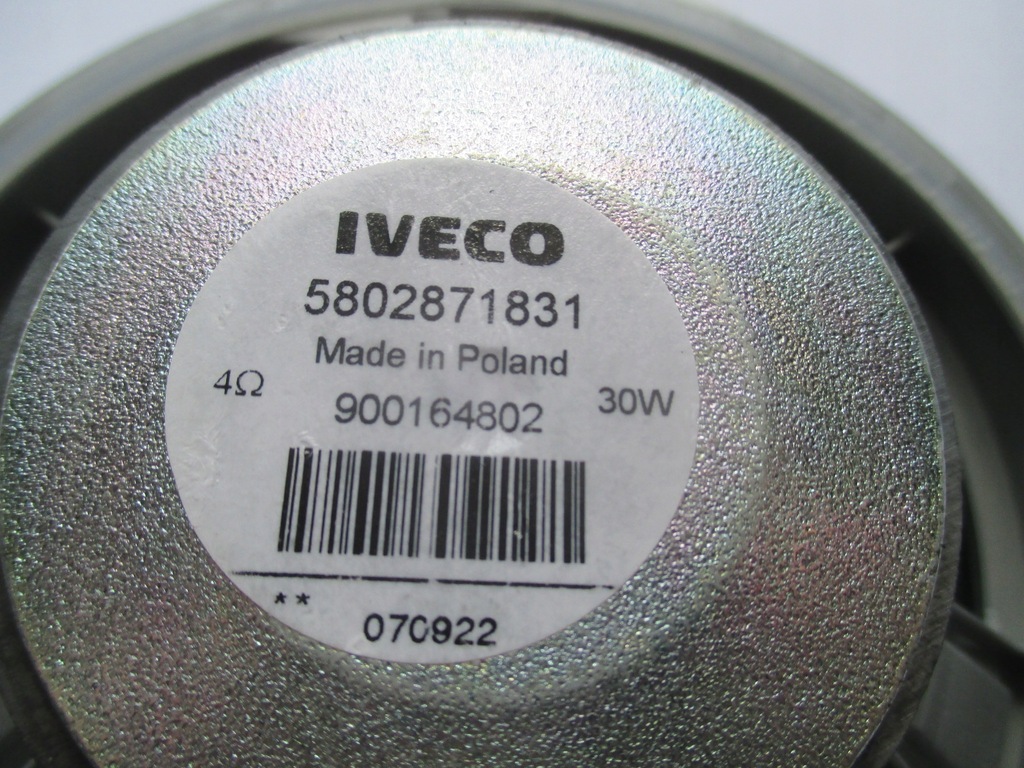 IVECO
5802871831
Made in Poland
4Ω 900164802 30W
**
070922